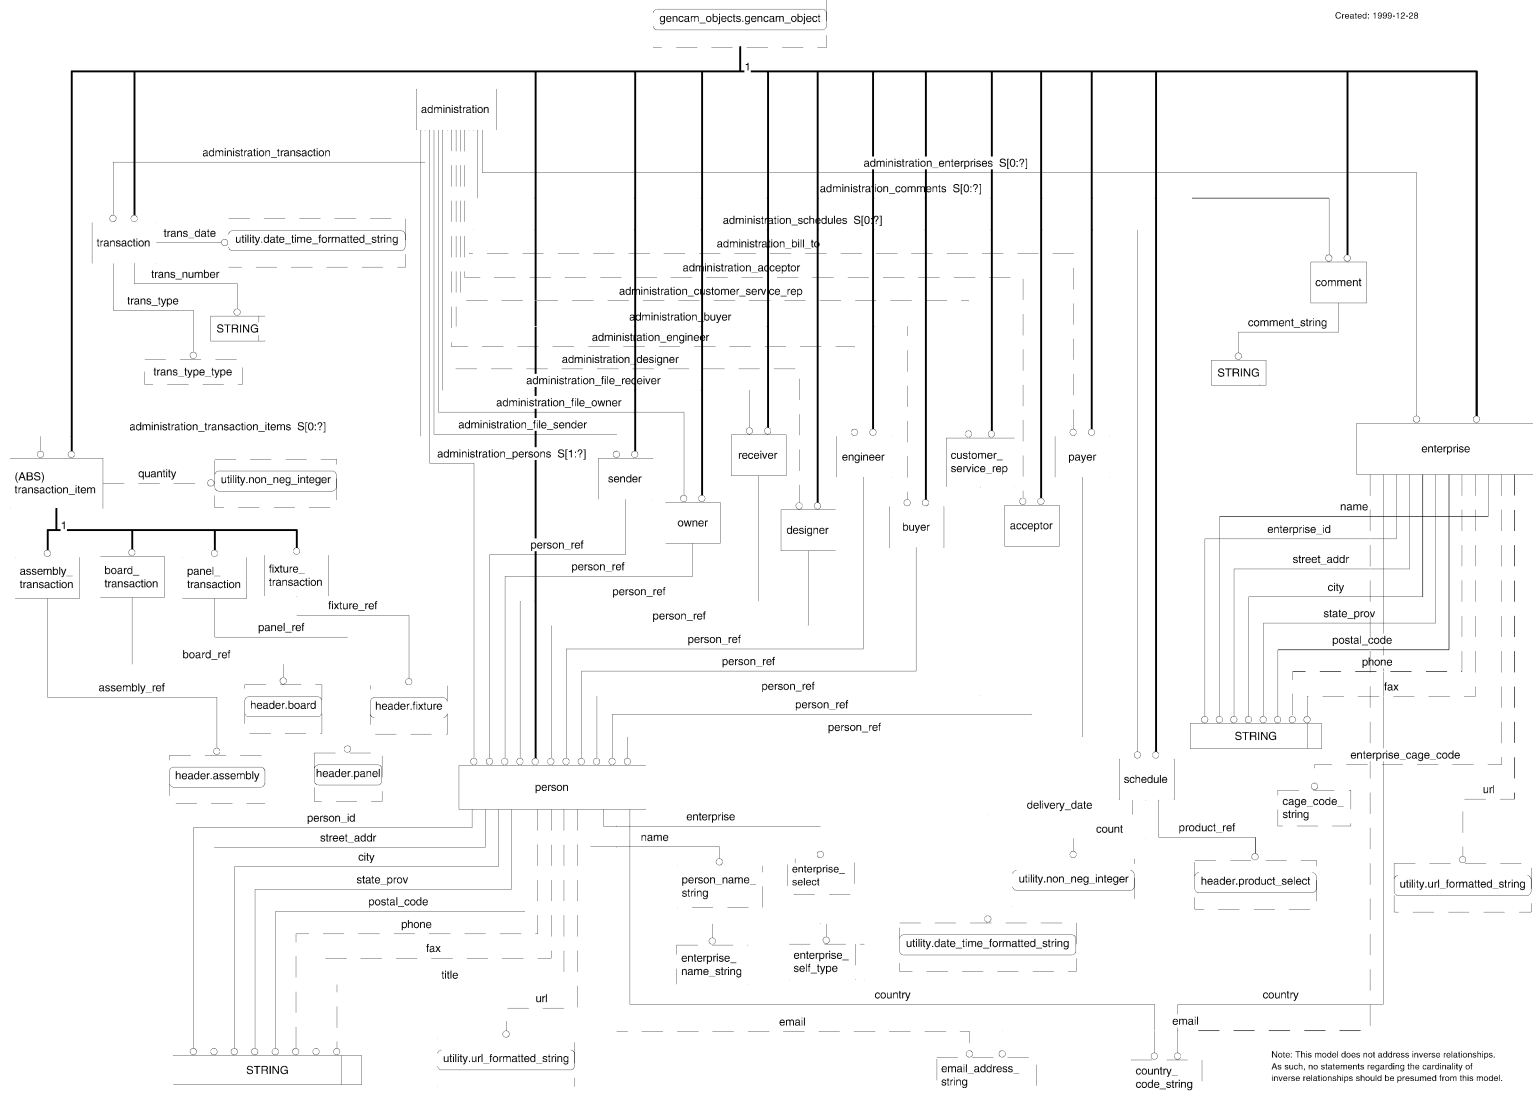 gencam_objects.gencam_object
Created: 1999-12-28
1
administration
administration_transaction
administration_enterprises S[0:?]
administration_comments S[0:?]
administration_schedules S[0:?]
trans_date
transaction
utility.date_time_formatted_string
administration_bill_to
administration_acceptor
trans_number
comment
administration_customer_service_rep
trans_type
administration_buyer
STRING
comment_string
administration_engineer
administration_designer
trans_type_type
STRING
administration_file_receiver
administration_file_owner
administration_file_sender
administration_transaction_items S[0:?]
administration_persons S[1:?]
receiver
engineer
customer_
service_rep
payer
enterprise
(ABS)
transaction_item
quantity
utility.non_neg_integer
sender
name
owner
designer
buyer
acceptor
enterprise_id
1
person_ref
street_addr
person_ref
assembly_
transaction
board_
transaction
panel_
transaction
fixture_
transaction
city
person_ref
fixture_ref
person_ref
state_prov
panel_ref
person_ref
postal_code
board_ref
person_ref
phone
assembly_ref
person_ref
fax
header.board
header.fixture
person_ref
person_ref
STRING
enterprise_cage_code
header.assembly
header.panel
schedule
person
url
delivery_date
cage_code_
string
person_id
enterprise
count
product_ref
street_addr
name
city
state_prov
person_name_
string
enterprise_
select
utility.non_neg_integer
header.product_select
utility.url_formatted_string
postal_code
phone
fax
utility.date_time_formatted_string
enterprise_
name_string
enterprise_
self_type
title
url
country
country
email
email
utility.url_formatted_string
STRING
email_address_
string
country_
code_string
Note: This model does not address inverse relationships.
As such, no statements regarding the cardinality of
inverse relationships should be presumed from this model.